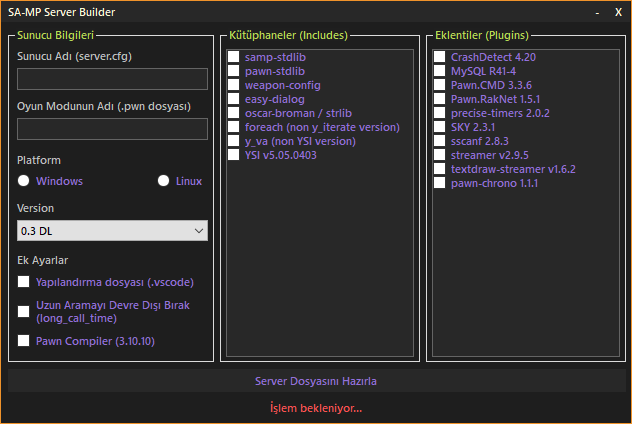 SA-MP Server Builder
- X
Sunucu Bilgileri
Sunucu Adı (server.cfg)
Oyun Modunun Adı (.pwn dosyası)
Platform
Windows
Linux
Version
0.3 DL
Ek Ayarlar
Yapılandırma dosyası (.vscode)
Uzun Aramayı Devre Dışı Bırak
(long_call_time)
Pawn Compiler (3.10.10)
Kütüphaneler (Includes)
samp-stdlib
pawn-stdlib
weapon-config
easy-dialog
oscar-broman / strlib
foreach (non y_iterate version)
y_va (non YSI version)
YSI v5.05.0403
Eklentiler (Plugins)
CrashDetect 4.20
MySQL R41-4
Pawn.CMD 3.3.6
Pawn.RakNet 1.5.1
precise-timers 2.0.2
SKY 2.3.1
sscanf 2.8.3
streamer v2.9.5
textdraw-streamer v1.6.2
pawn-chrono 1.1.1
Server Dosyasını Hazırla
İşlem bekleniyor...